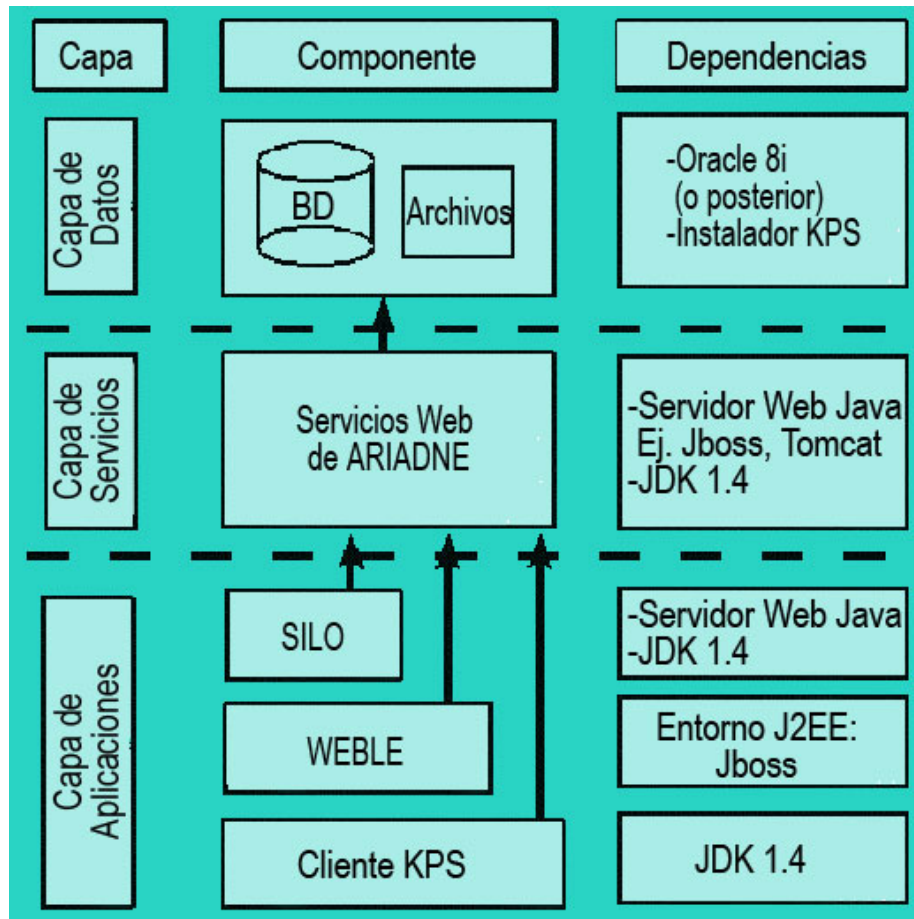 Capa
Componente
Dependencias
Capa de
Datos
BD
Archivos
-Oracle 8i
(o posterior)
-Instalador KPS
Capa de
Servicios
Servicios Web
de ARIADNE
-Servidor Web Java
Ej. Jboss, Tomcat
-JDK 1.4
Capa de
Aplicaciones
SILO
-Servidor Web Java
-JDK 1.4
WEBLE
Entorno J2EE:
Jboss
Cliente KPS
JDK 1.4